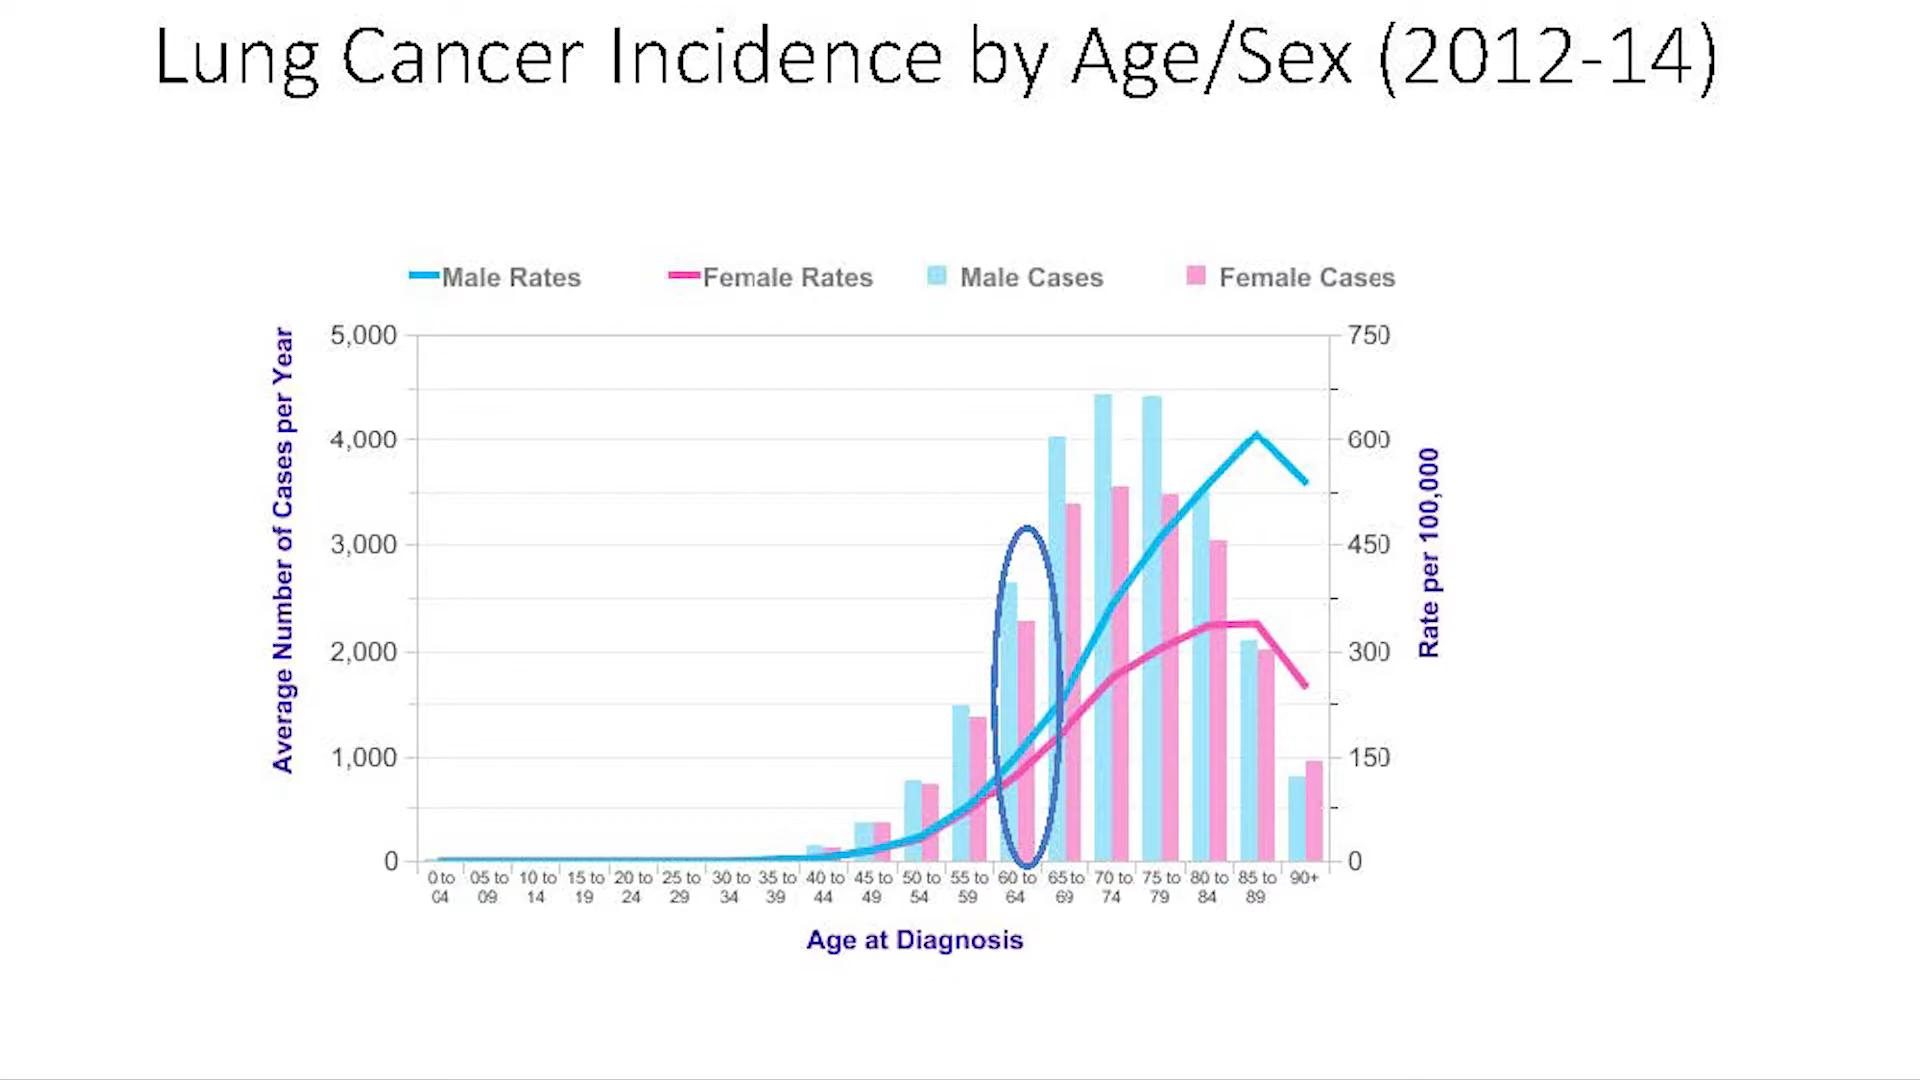 Lung Cancer Incidence by Age/Sex (2012-14)
Male Rates
Female Rates
Male Cases
Female Cases
Average Number of Cases per Year
5,000
4,000
3,000
2,000
1,000
0
750
600
450
300
150
0
Rate per 100,000
0 to 04
05 to 09
10 to 14
15 to 19
20 to 24
25 to 29
30 to 34
35 to 39
40 to 44
45 to 49
50 to 54
55 to 59
60 to 64
65 to 69
70 to 74
75 to 79
80 to 84
85 to 89
90+
Age at Diagnosis